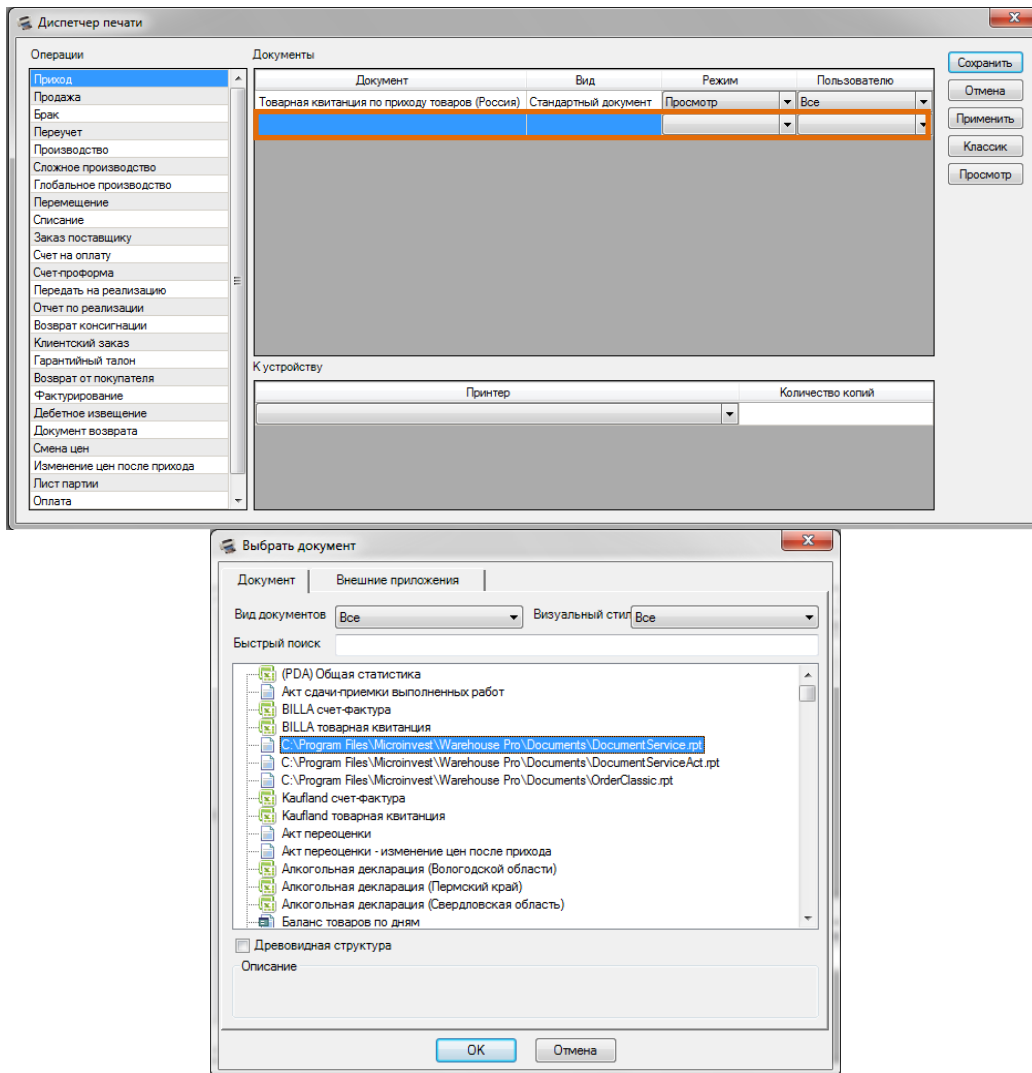 Диспетчер печати
Операции
Приход
Продажа
Брак
Переучет
Производство
Сложное производство
Глобальное производство
Перемещение
Списание
Заказ поставщику
Счет на оплату
Счет-проформа
Передать на реализацию
Отчет по реализации
Возврат консигнации
Клиентский заказ
Гарантийный талон
Возврат от покупателя
Фактурирование
Дебетное извещение
Документ возврата
Смена цен
Изменение цен после прихода
Лист партии
Оплата
Документы
Документ Вид Режим Пользователю
Товарная квитанция по приходу товаров (Россия) Стандартный документ Просмотр Все
К устройству
Принтер Количество копий
Сохранить
Отмена
Применить
Классик
Просмотр
Выбрать документ
Документ Внешние приложения
Вид документов Все Визуальный стил Все
Быстрый поиск
(PDA) Общая статистика
Акт сдачи-приемки выполненных работ
BILLA счет-фактура
BILLA товарная квитанция
C:\Program Files\Microinvest\Warehouse Pro\Documents\DocumentService.rpt
C:\Program Files\Microinvest\Warehouse Pro\Documents\DocumentServiceAct.rpt
C:\Program Files\Microinvest\Warehouse Pro\Documents\OrderClassic.rpt
Kaufland счет-фактура
Kaufland товарная квитанция
Акт переоценки
Акт переоценки - изменение цен после прихода
Алкогольная декларация (Вологодской области)
Алкогольная декларация (Пермский край)
Алкогольная декларация (Свердловская область)
Баланс товаров по дням
Древовидная структура
Описание
OK Отмена